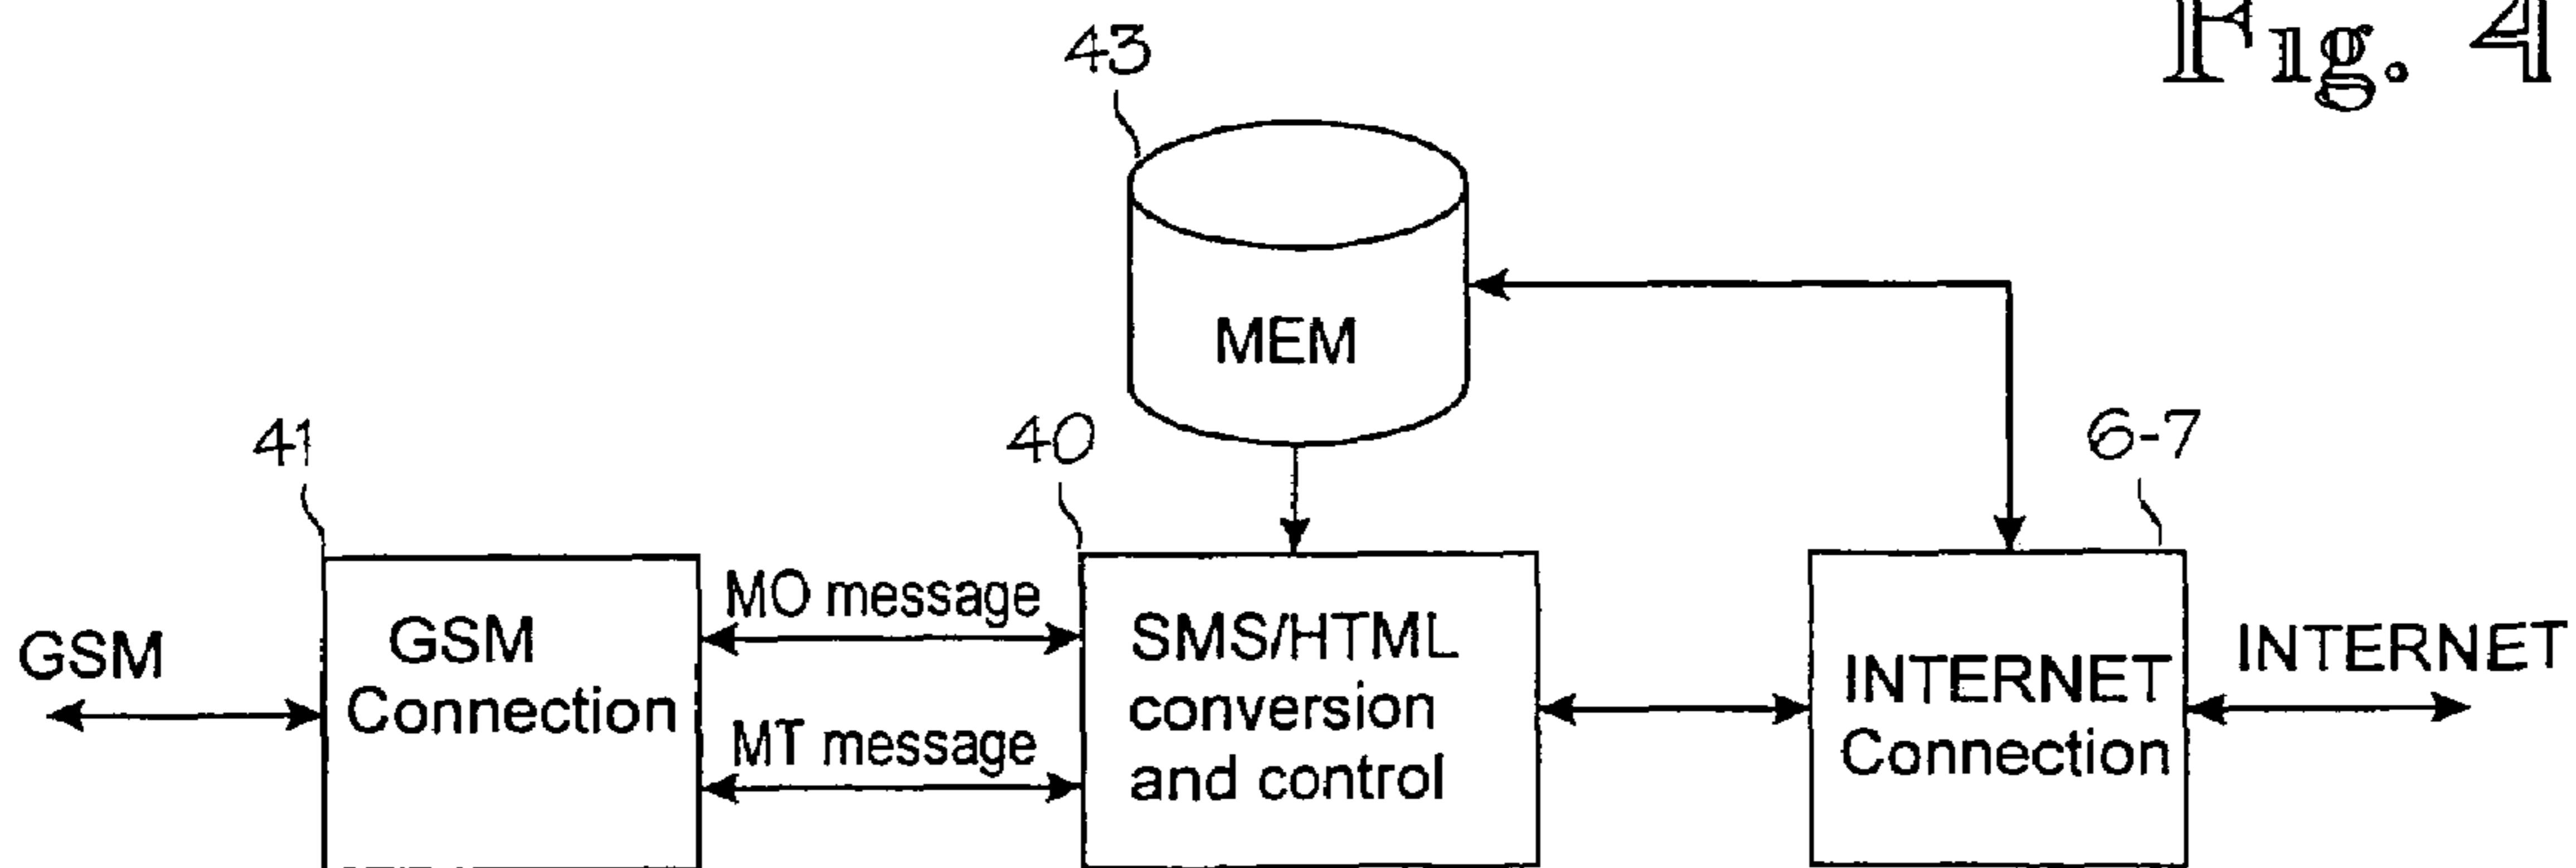 Fig. 4
43
MEM
41
40
6-7
GSM
GSM
Connection
MO message
MT message
SMS/HTML
conversion
and control
INTERNET
Connection
INTERNET